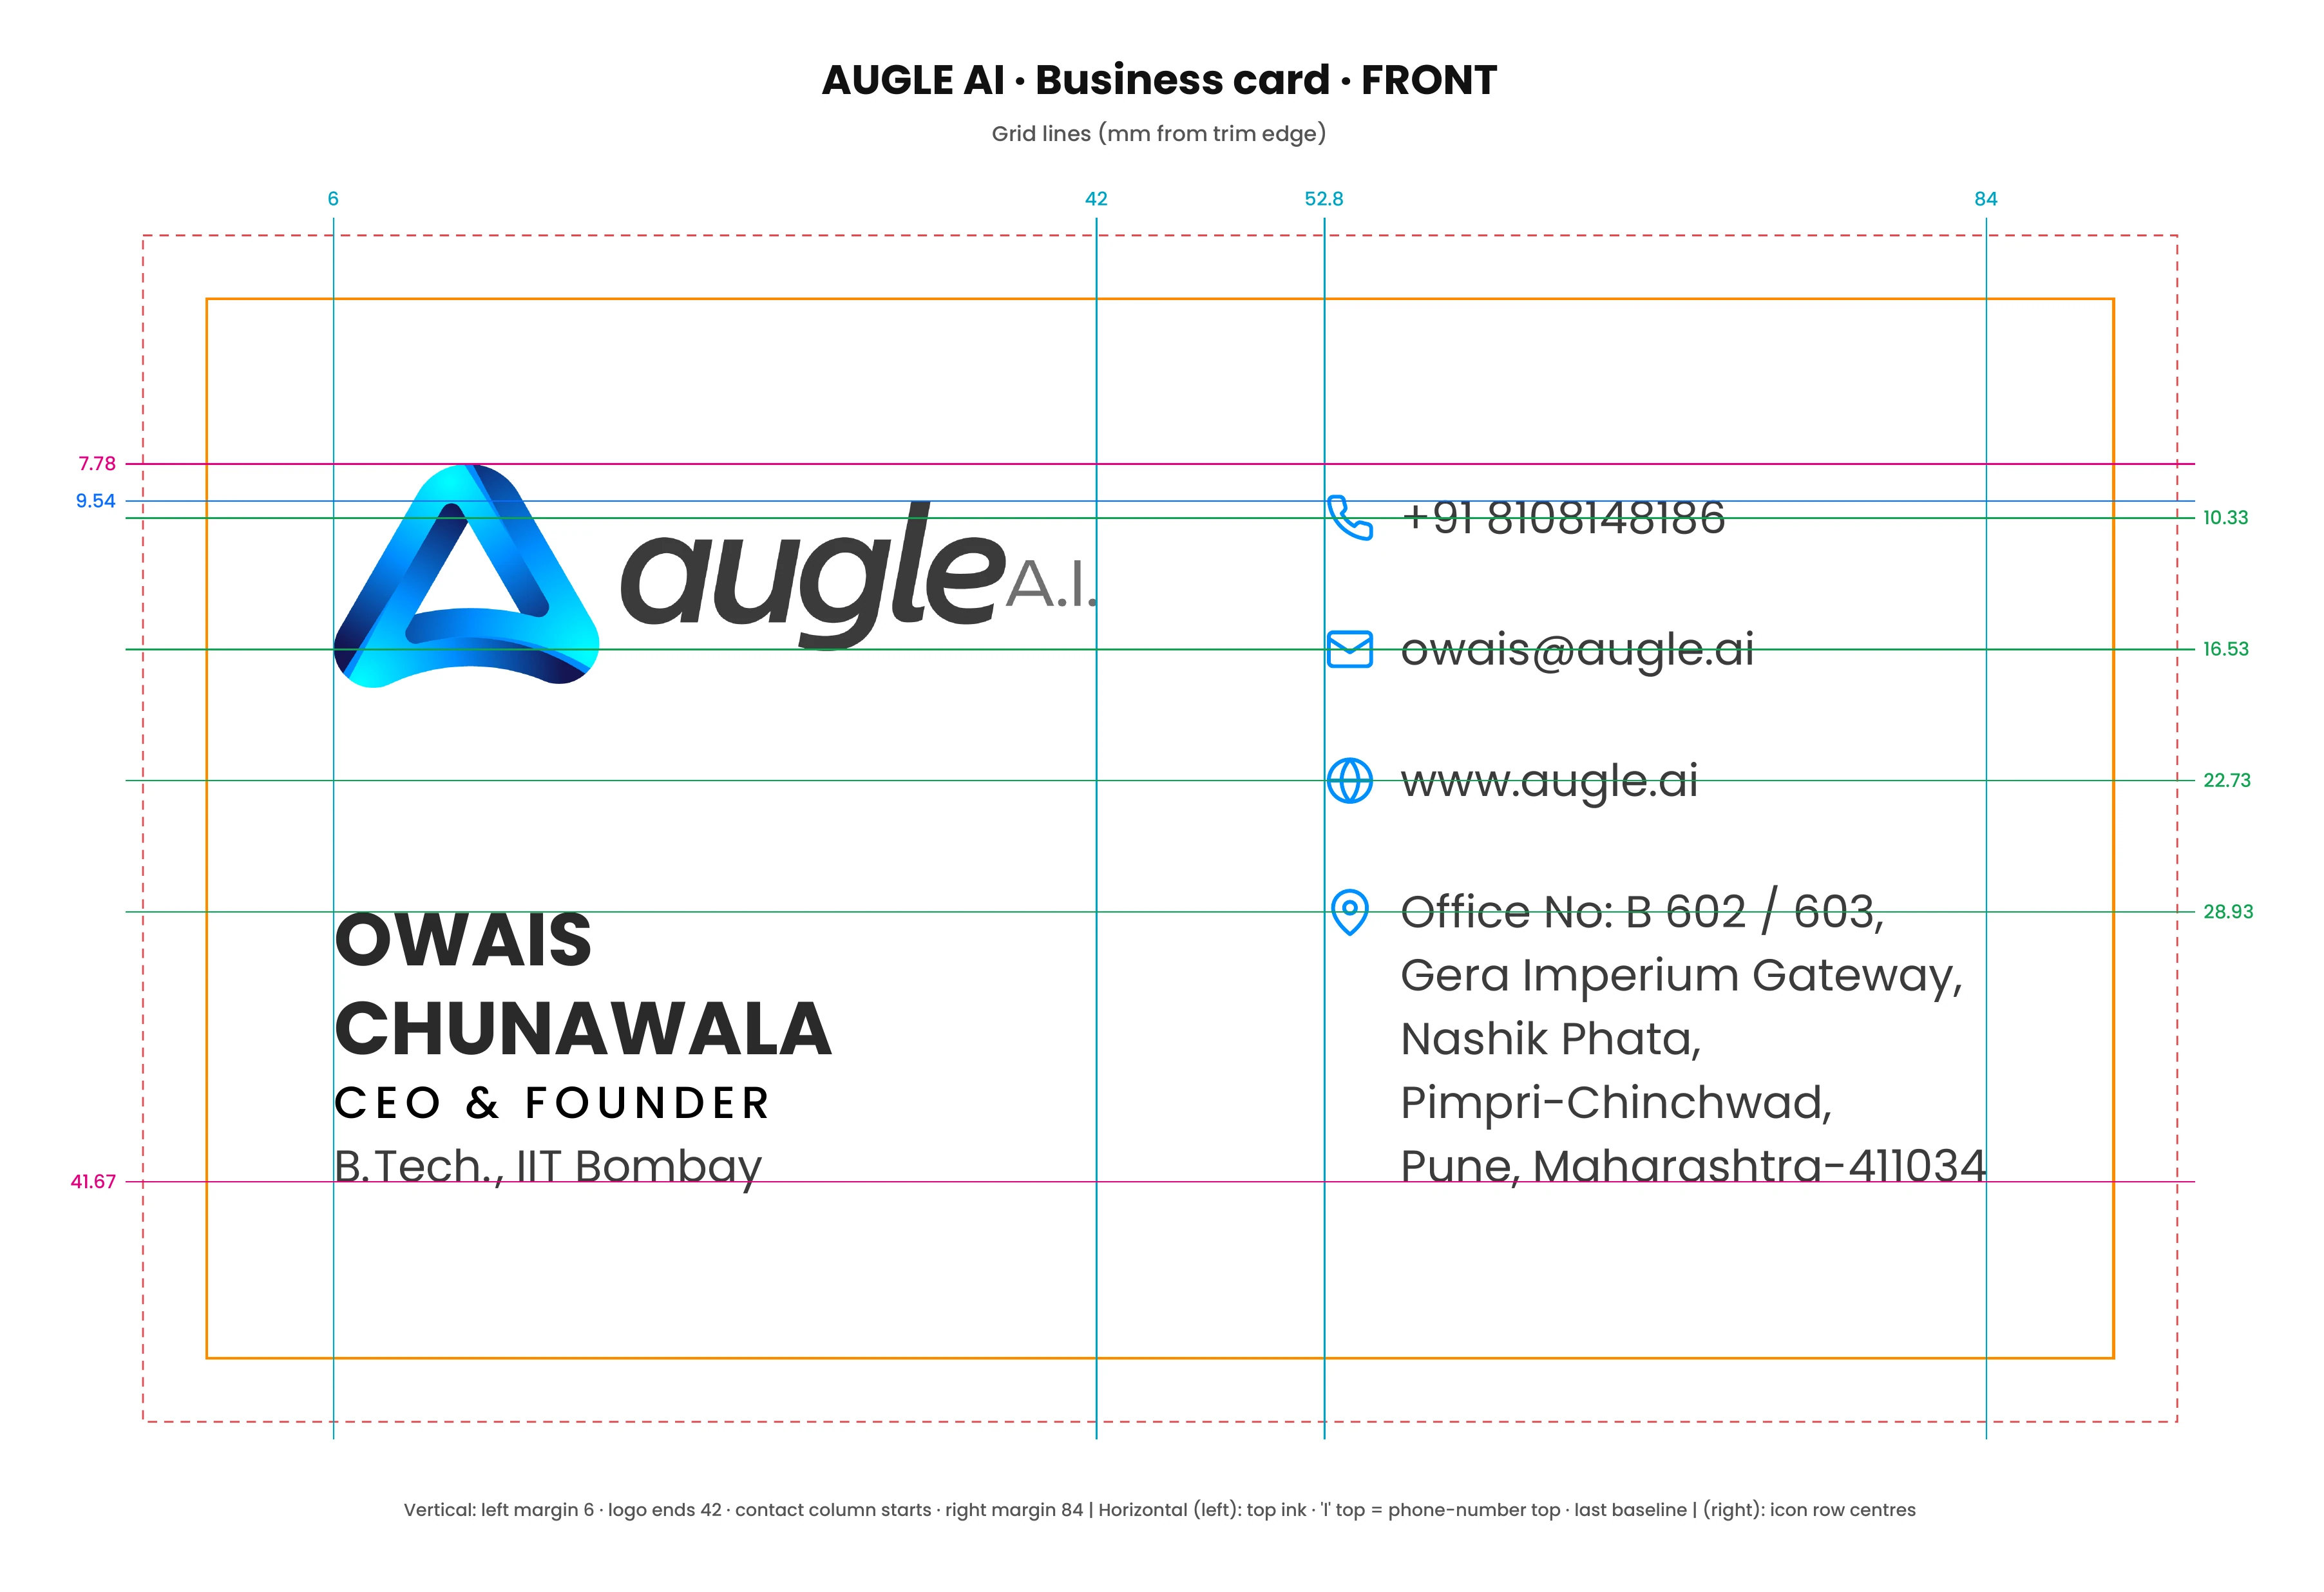 AUGLE AI · Business card · FRONT
Grid lines (mm from trim edge)
6 42 52.8 84
7.78
9.54
10.33
16.53
22.73
28.93
41.67
augle A.I.
OWAIS
CHUNAWALA
CEO & FOUNDER
B.Tech., IIT Bombay
+91 8108148186
owais@augle.ai
www.augle.ai
Office No: B 602 / 603,
Gera Imperium Gateway,
Nashik Phata,
Pimpri-Chinchwad,
Pune, Maharashtra-411034
Vertical: left margin 6 · logo ends 42 · contact column starts · right margin 84 | Horizontal (left): top ink · 'l' top = phone-number top · last baseline | (right): icon row centres